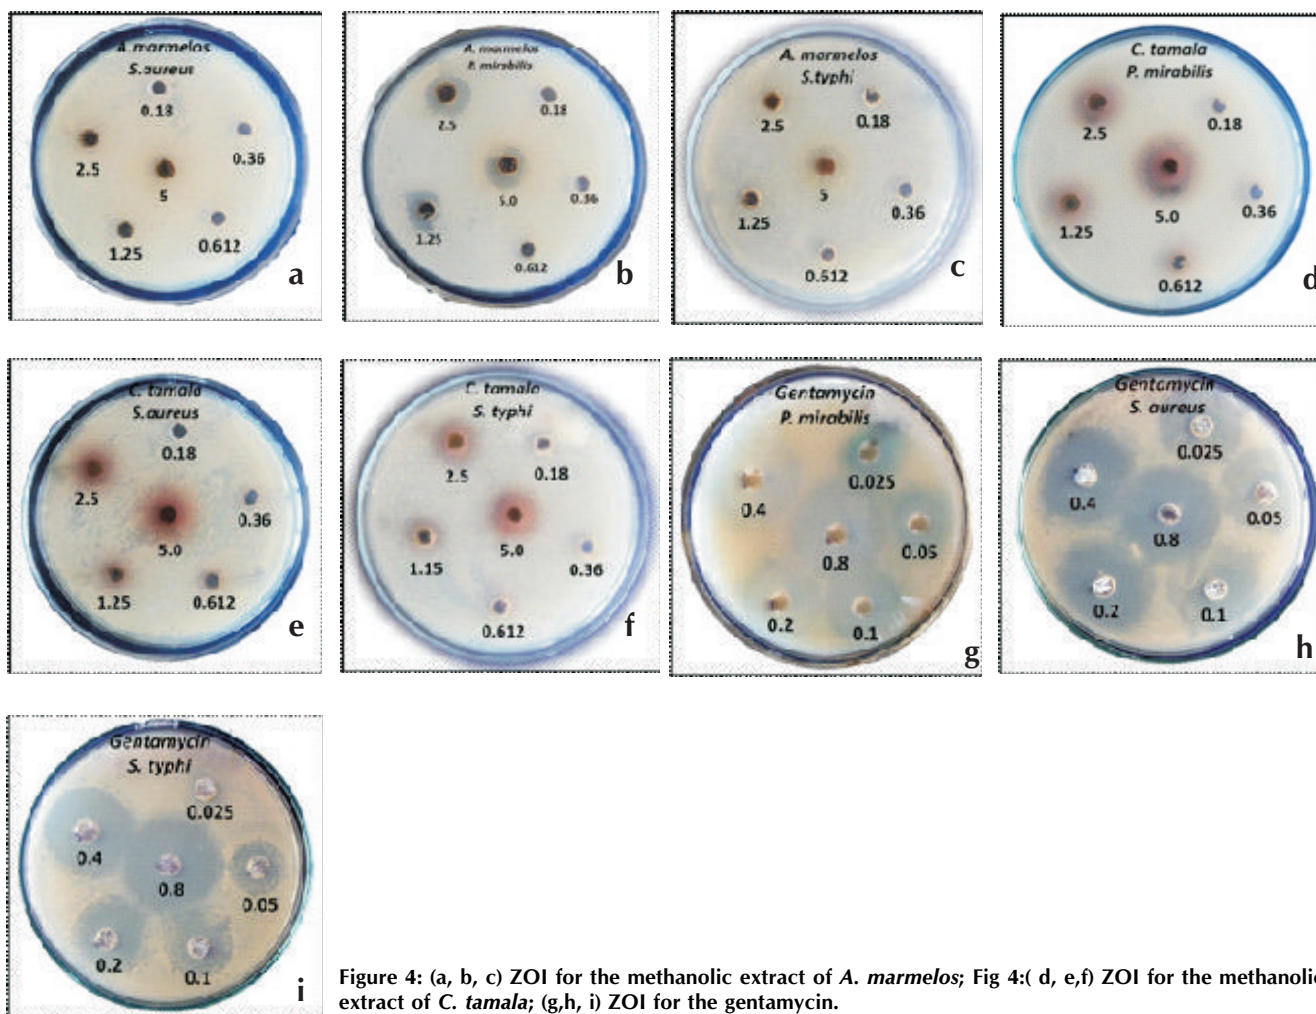 A. marmelos
S. aureus
0.18
0.36
2.5
5
0.612
1.25
a
A. marmelos
P. mirabilis
2.5
0.18
5.0
0.36
1.25
0.612
b
A. marmelos
S. typhi
2.5
0.18
5
1.25
0.36
0.612
c
C. tamala
P. mirabilis
2.5
0.18
5.0
0.36
1.25
0.612
d
C. tamala
S. aureus
0.18
2.5
0.36
5.0
1.25
0.612
e
C. tamala
S. typhi
2.5
0.18
5.0
1.15
0.36
0.612
f
Gentamycin
P. mirabilis
0.025
0.4
0.05
0.8
0.2
0.1
g
Gentamycin
S. aureus
0.025
0.4
0.05
0.8
0.2
0.1
h
Gentamycin
S. typhi
0.025
0.4
0.8
0.05
0.2
0.1
i
Figure 4: (a, b, c) ZOI for the methanolic extract of A. marmelos; Fig 4:( d, e,f) ZOI for the methanolic
extract of C. tamala; (g,h, i) ZOI for the gentamycin.